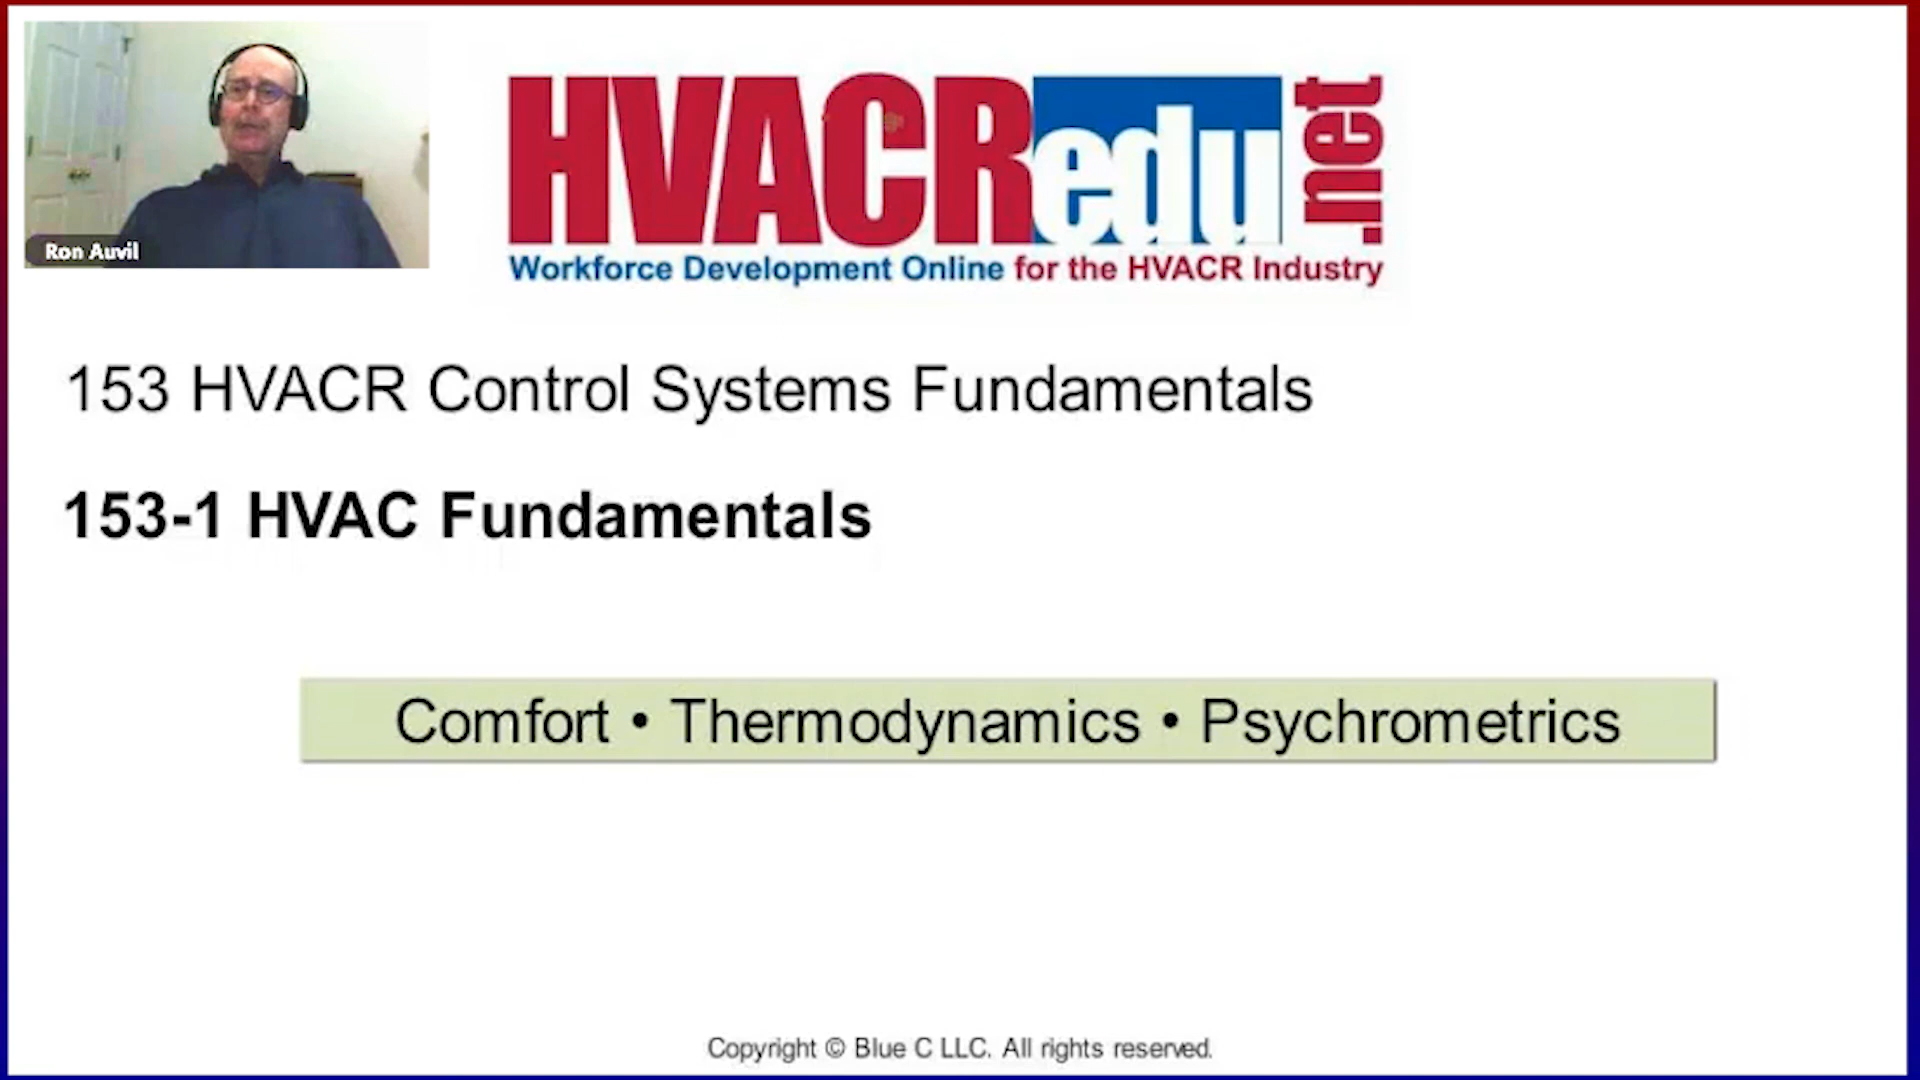 Ron Auvil
HVACRedu.net
Workforce Development Online for the HVACR Industry
153 HVACR Control Systems Fundamentals
153-1 HVAC Fundamentals
Comfort • Thermodynamics • Psychrometrics
Copyright © Blue C LLC. All rights reserved.